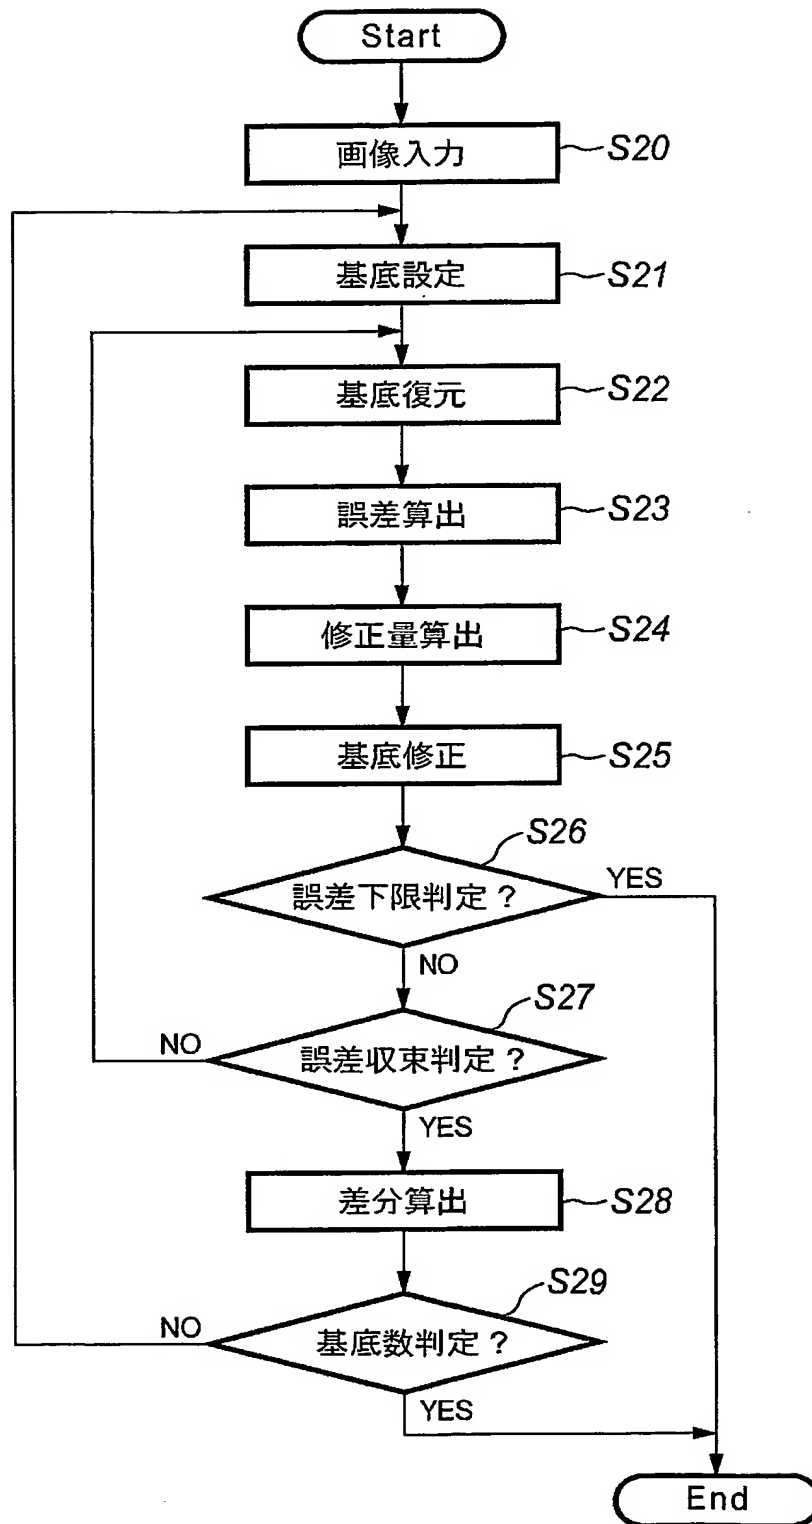 Start
画像入力
S20
基底設定
S21
基底復元
S22
誤差算出
S23
修正量算出
S24
基底修正
S25
S26
誤差下限判定?
YES
NO
S27
NO
誤差収束判定?
YES
差分算出
S28
S29
NO
基底数判定?
YES
End